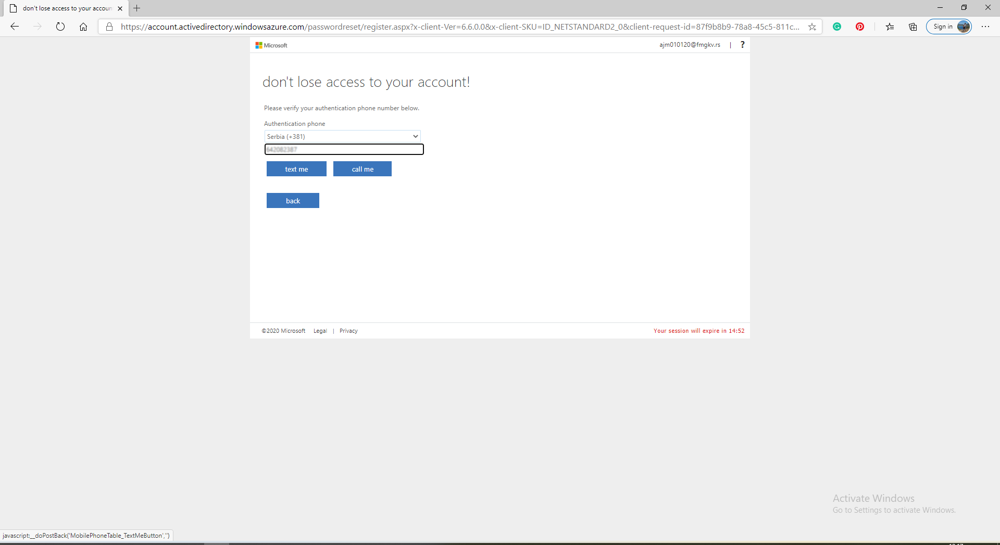 don't lose access to your accoun
https://account.activedirectory.windowsazure.com/passwordreset/register.aspx?x-client-Ver=6.6.0.0&x-client-SKU=ID_NETSTANDARD2_0&client-request-id=87f9b8b9-78a8-45c5-811c...
Sign in
Microsoft
ajm010120@fmgkv.rs | ?
don't lose access to your account!
Please verify your authentication phone number below.
Authentication phone
Serbia (+381)
text me call me
back
©2020 Microsoft Legal | Privacy
Your session will expire in 14:52
Activate Windows
Go to Settings to activate Windows.
javascript:__doPostBack('MobilePhoneTable_TextMeButton','')